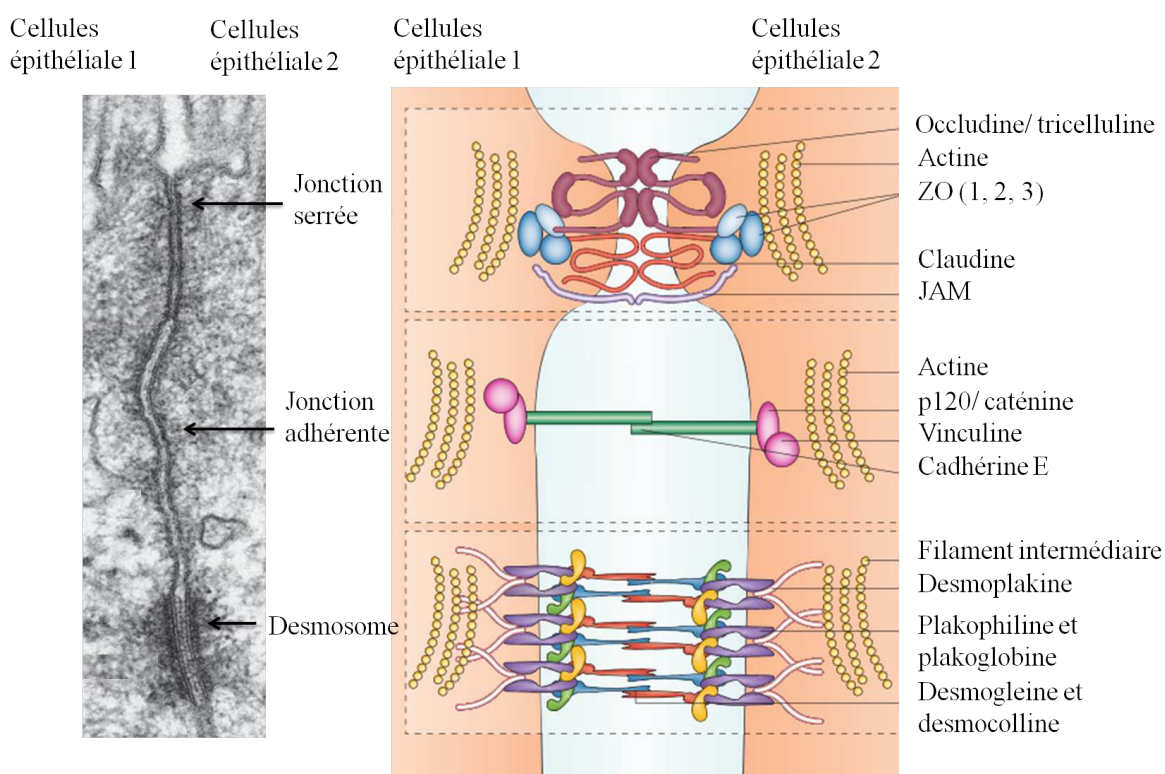 Cellules
épithéliale 1
Cellules
épithéliale 2
Cellules
épithéliale 1
Cellules
épithéliale 2
Jonction
serrée
Jonction
adhérente
Desmosome
Occludine/ tricelluline
Actine
ZO (1, 2, 3)
Claudine
JAM
Actine
p120/ caténine
Vinculine
Cadhérine E
Filament intermédiaire
Desmoplakine
Plakophiline et
plakoglobine
Desmogleine et
desmocolline